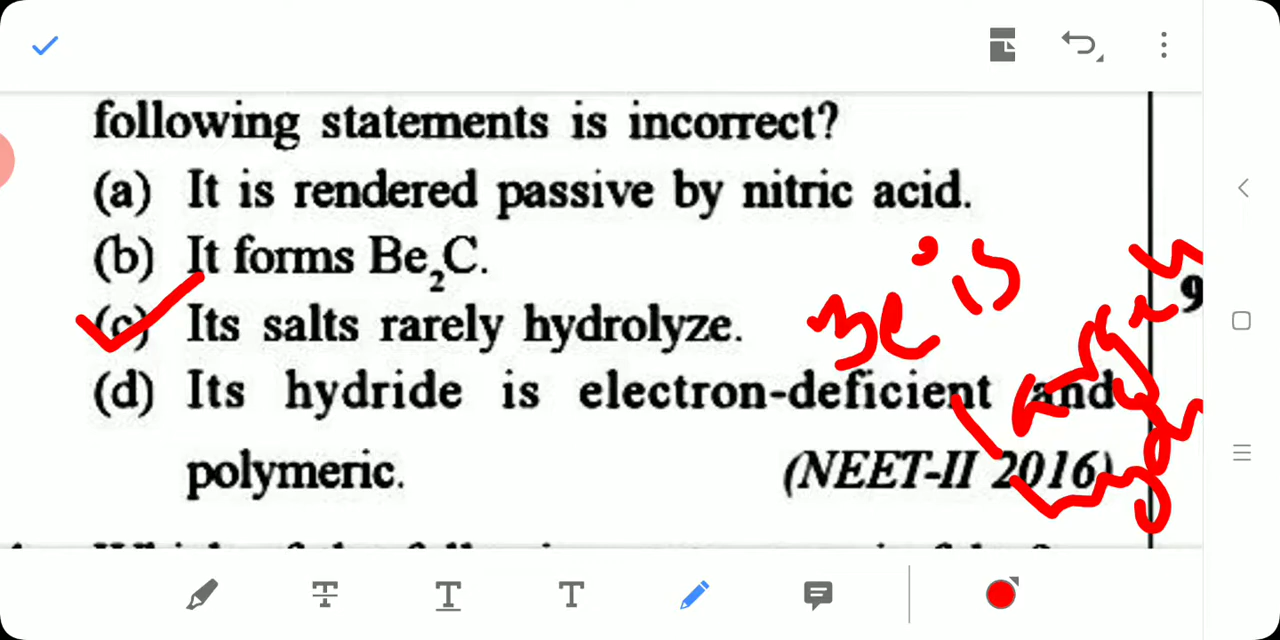 following statements is incorrect?
(a) It is rendered passive by nitric acid.
(b) It forms Be₂C.
(c) Its salts rarely hydrolyze.
(d) Its hydride is electron-deficient and
polymeric. (NEET-II 2016)
Be is
9